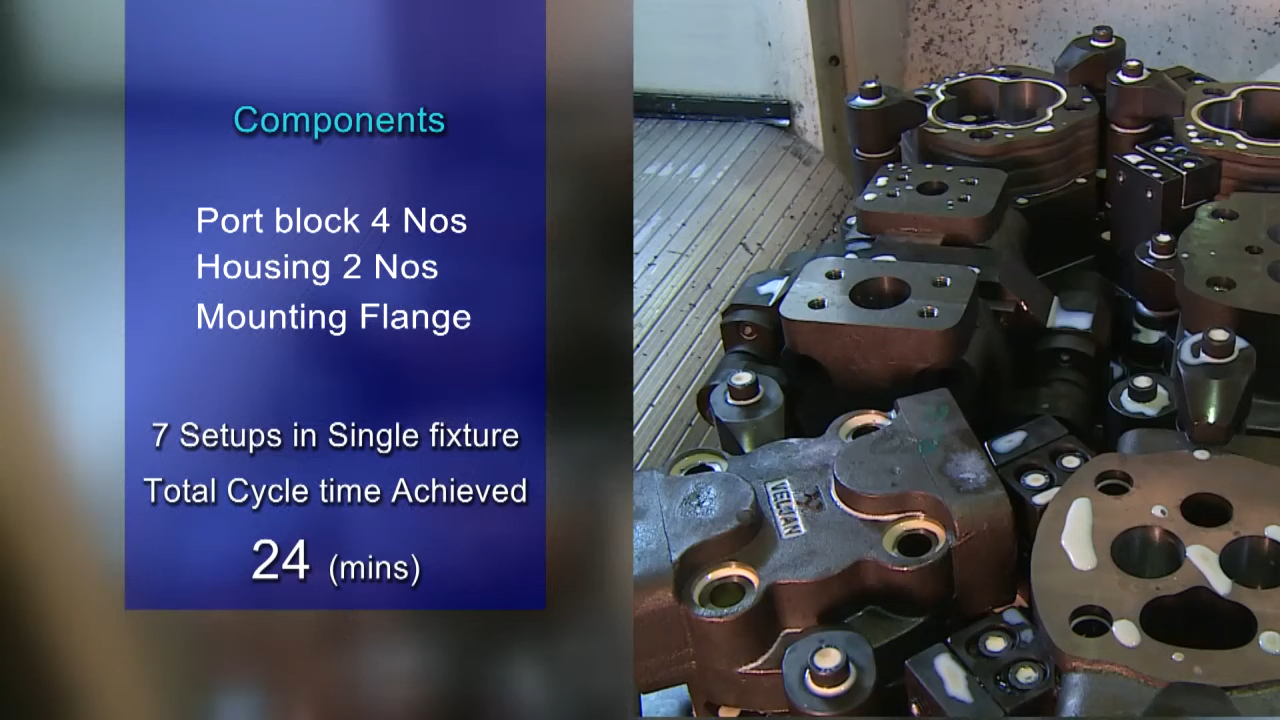 Components
Port block 4 Nos
Housing 2 Nos
Mounting Flange
7 Setups in Single fixture
Total Cycle time Achieved
24 (mins)
VELJAN